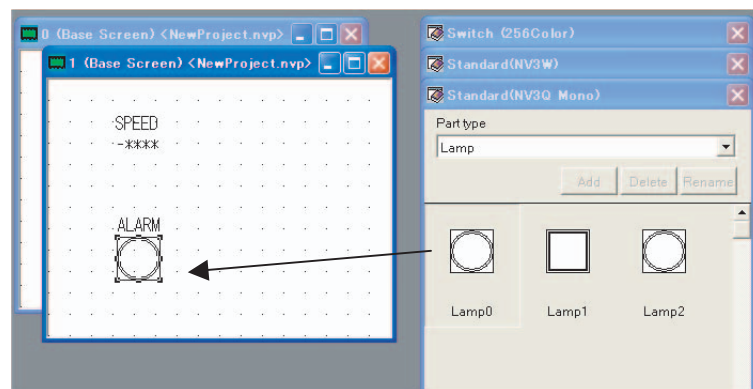 0 (Base Screen) <NewProject.nvp>
1 (Base Screen) <NewProject.nvp>
SPEED
-****
ALARM
Switch (256Color)
Standard(NV3W)
Standard(NV3Q Mono)
Part type
Lamp
Add Delete Rename
Lamp0 Lamp1 Lamp2